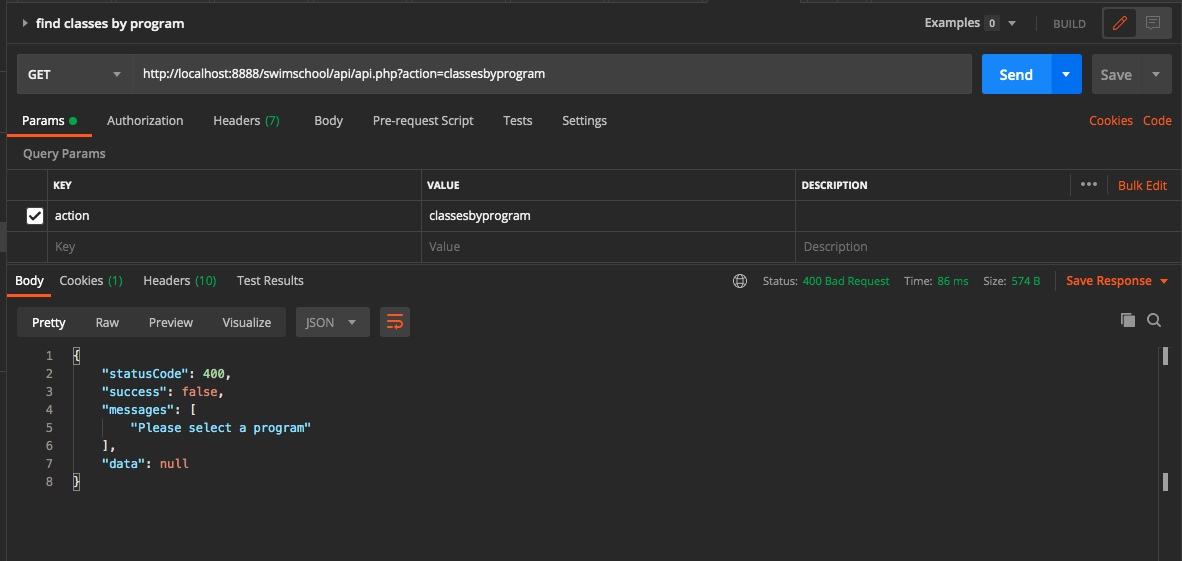 find classes by program Examples 0 BUILD
GET http://localhost:8888/swimschool/api/api.php?action=classesbyprogram Send Save
Params Authorization Headers (7) Body Pre-request Script Tests Settings Cookies Code
Query Params
KEY VALUE DESCRIPTION ••• Bulk Edit
action classesbyprogram
Key Value Description
Body Cookies (1) Headers (10) Test Results Status: 400 Bad Request Time: 86 ms Size: 574 B Save Response
Pretty Raw Preview Visualize JSON
1 {
2 "statusCode": 400,
3 "success": false,
4 "messages": [
5 "Please select a program"
6 ],
7 "data": null
8 }